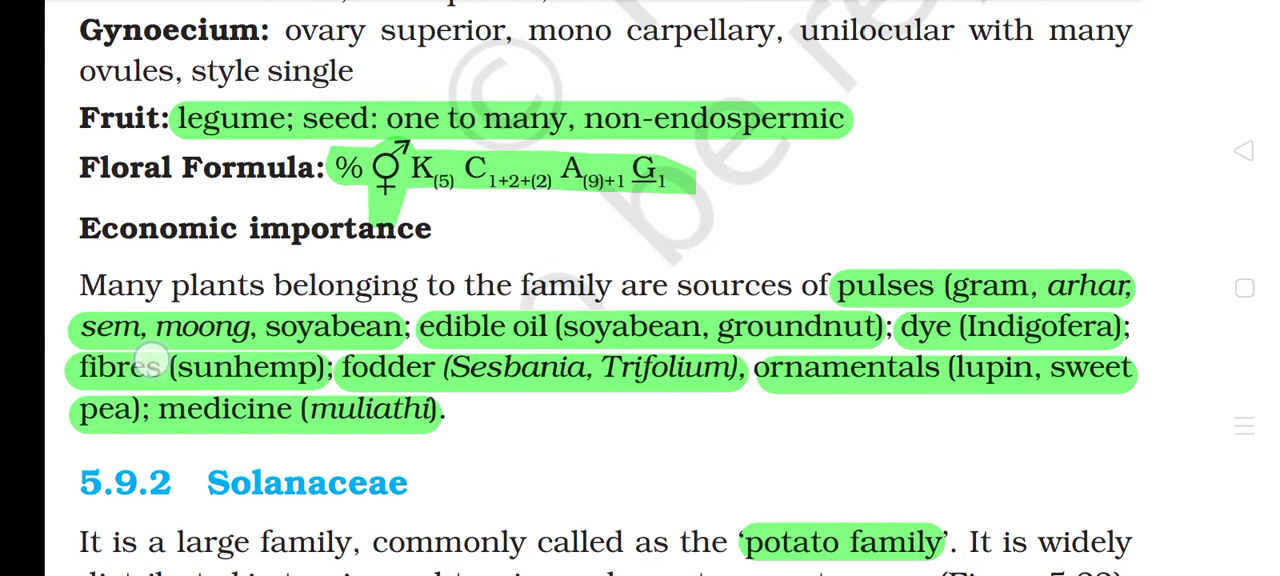 Gynoecium: ovary superior, mono carpellary, unilocular with many
ovules, style single
Fruit: legume; seed: one to many, non-endospermic
Floral Formula: % ⚥ K(5) C1+2+(2) A(9)+1 G1
Economic importance
Many plants belonging to the family are sources of pulses (gram, arhar,
sem, moong, soyabean; edible oil (soyabean, groundnut); dye (Indigofera);
fibres (sunhemp); fodder (Sesbania, Trifolium), ornamentals (lupin, sweet
pea); medicine (muliathi).
5.9.2 Solanaceae
It is a large family, commonly called as the ‘potato family’. It is widely